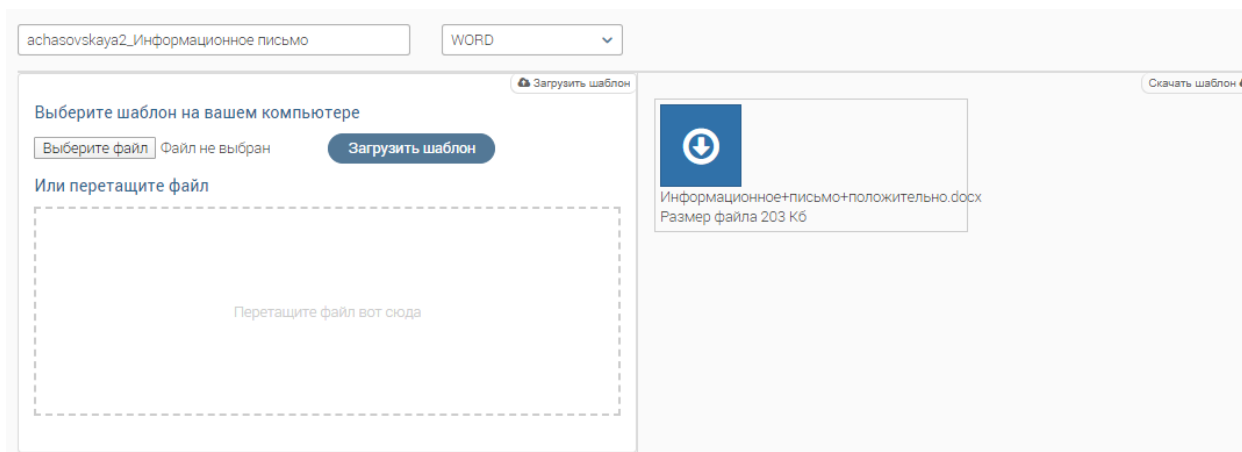 achasovskaya2_Информационное письмо
WORD
Загрузить шаблон
Выберите шаблон на вашем компьютере
Выберите файл Файл не выбран
Загрузить шаблон
Или перетащите файл
Перетащите файл вот сюда
Скачать шаблон
Информационное+письмо+положительно.docx
Размер файла 203 Кб